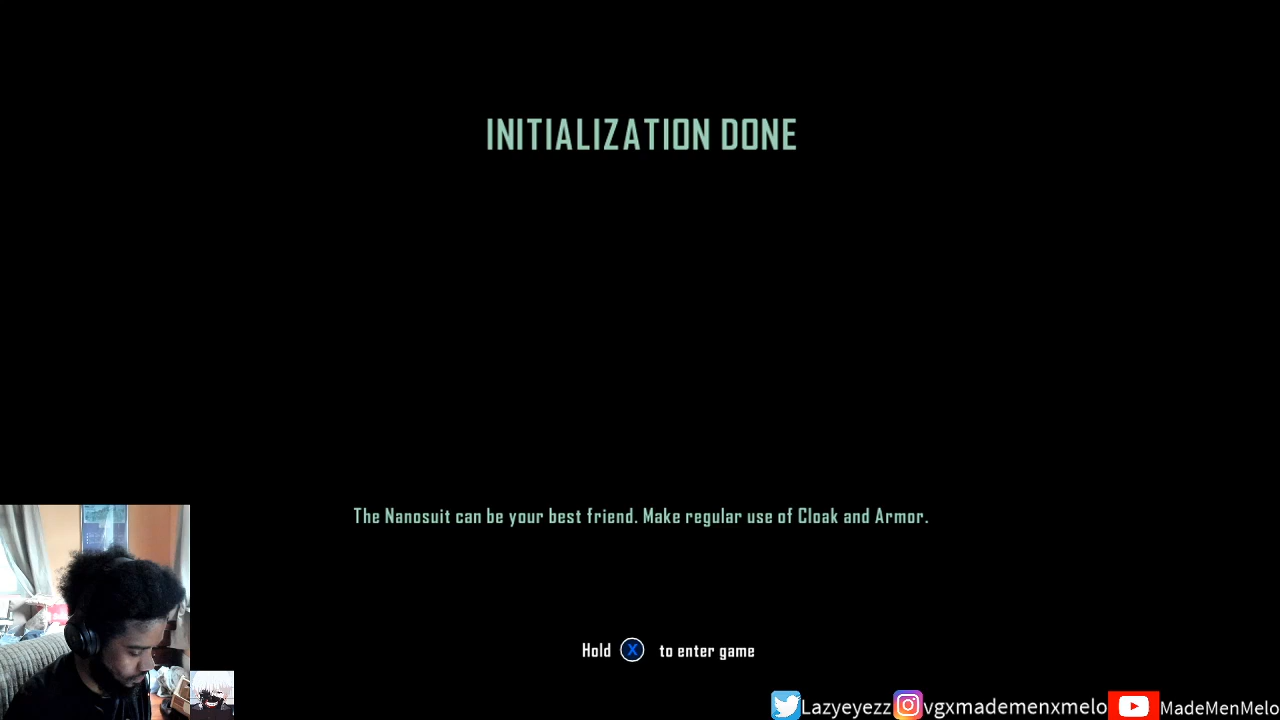 INITIALIZATION DONE
The Nanosuit can be your best friend. Make regular use of Cloak and Armor.
Hold X to enter game
Lazyeyezz vgxmademenxmelo MadeMenMelo